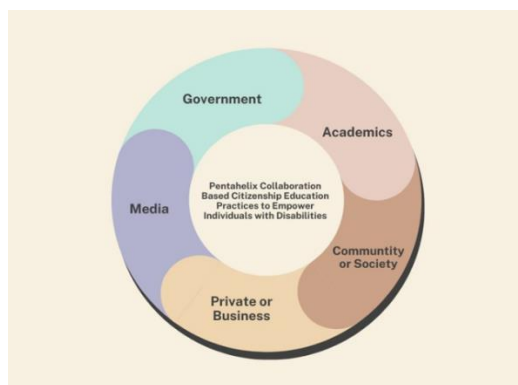 Government
Academics
Pentahelix Collaboration
Based Citizenship Education
Practices to Empower
Individuals with Disabilities
Media
Communtity
or Society
Private or
Business